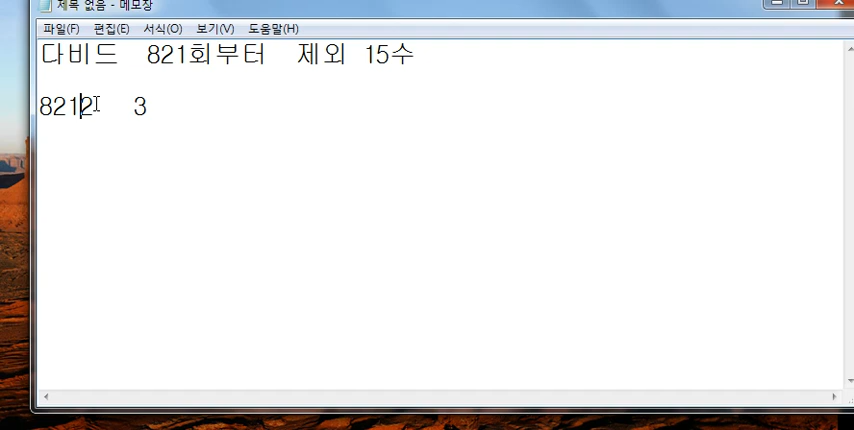 제목 없음 - 메모장
파일(F) 편집(E) 서식(O) 보기(V) 도움말(H)
다비드 821회부터 제외 15수
8212 3